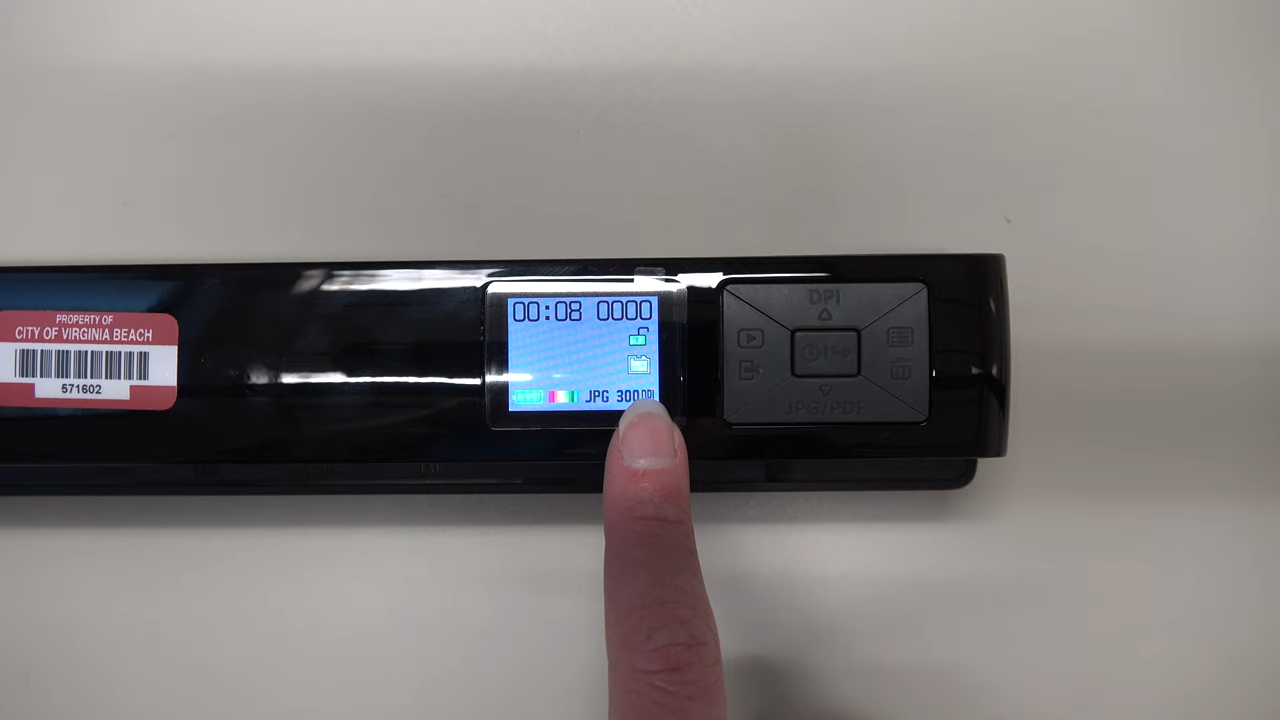 PROPERTY OF
CITY OF VIRGINIA BEACH
571602
00:08 0000
JPG 300DPI
DPI
JPG/PDF